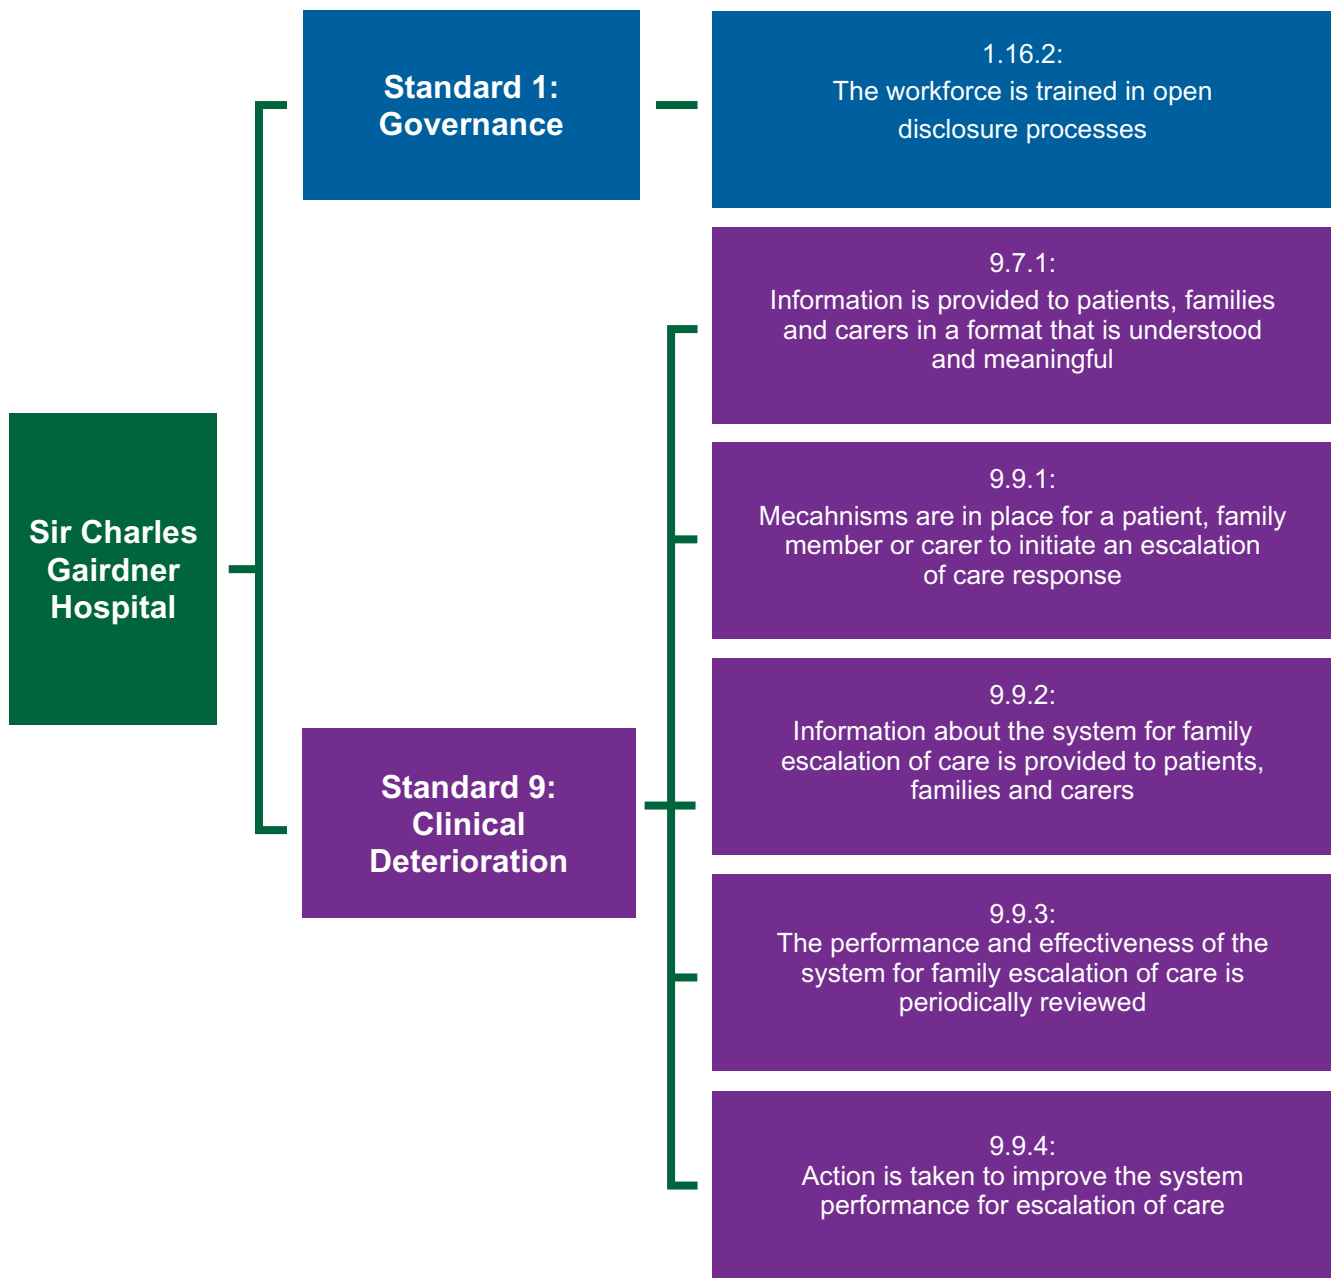 Sir Charles
Gairdner
Hospital
Standard 1:
Governance
1.16.2:
The workforce is trained in open
disclosure processes
Standard 9:
Clinical
Deterioration
9.7.1:
Information is provided to patients, families
and carers in a format that is understood
and meaningful
9.9.1:
Mecahnisms are in place for a patient, family
member or carer to initiate an escalation
of care response
9.9.2:
Information about the system for family
escalation of care is provided to patients,
families and carers
9.9.3:
The performance and effectiveness of the
system for family escalation of care is
periodically reviewed
9.9.4:
Action is taken to improve the system
performance for escalation of care